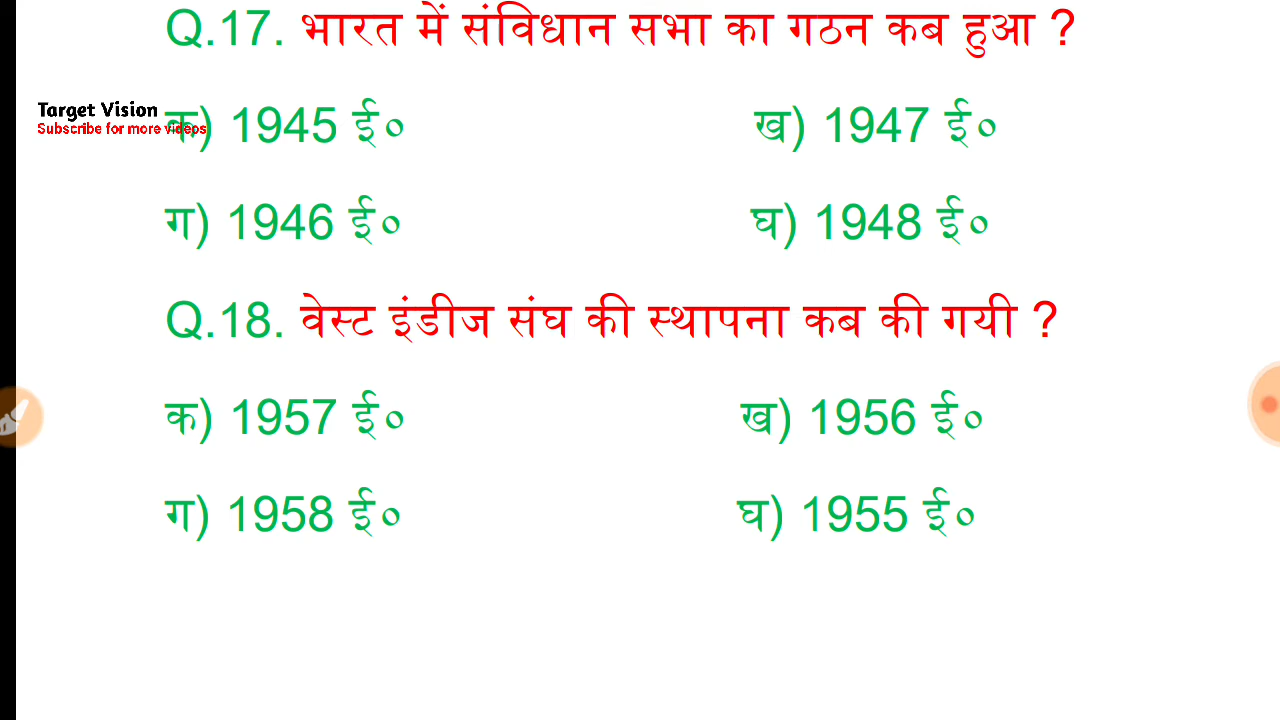 Q.17. भारत में संविधान सभा का गठन कब हुआ ?
Target Vision
Subscribe for more videos
क) 1945 ई० ख) 1947 ई०
ग) 1946 ई० घ) 1948 ई०
Q.18. वेस्ट इंडीज संघ की स्थापना कब की गयी ?
क) 1957 ई० ख) 1956 ई०
ग) 1958 ई० घ) 1955 ई०